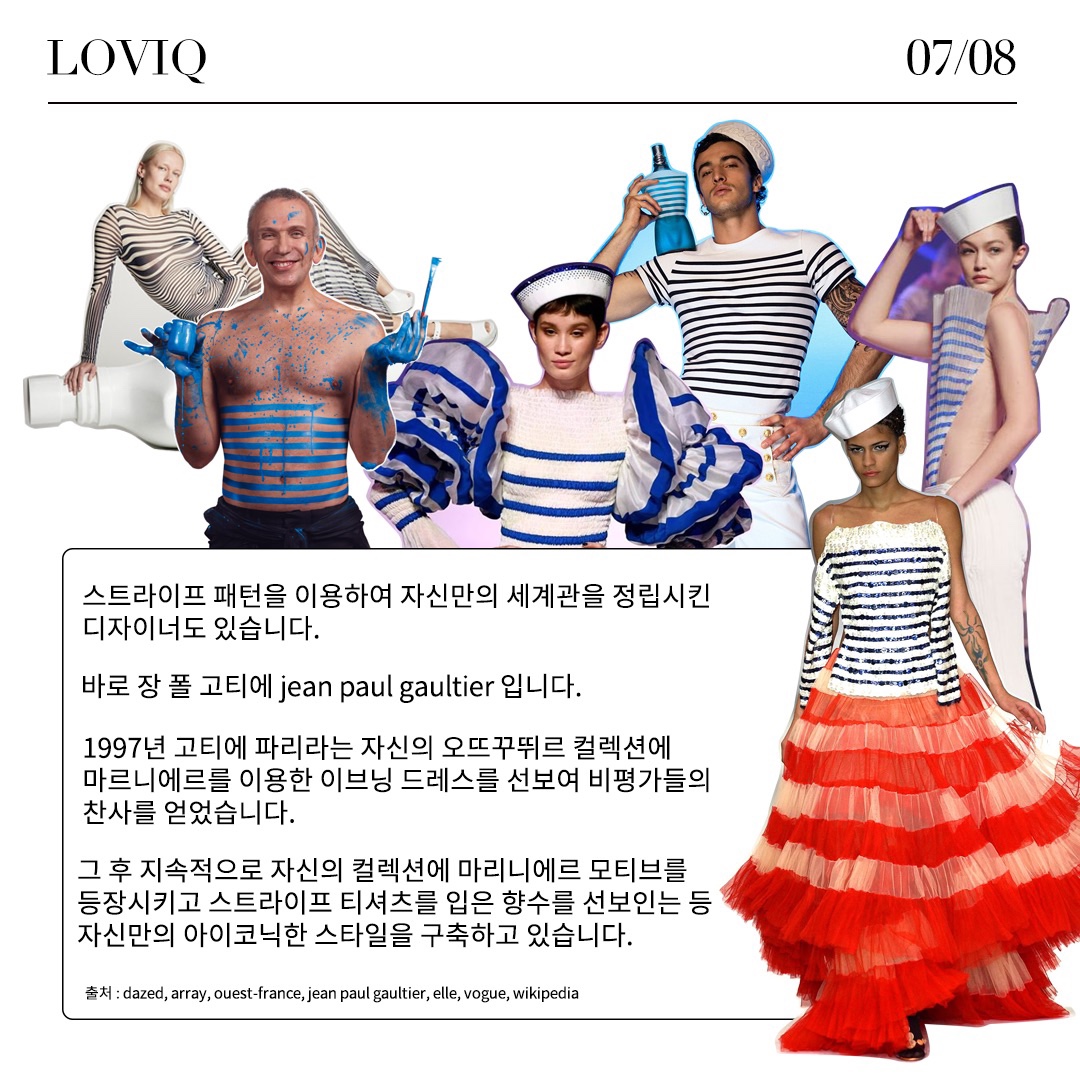 LOVIQ
07/08
스트라이프 패턴을 이용하여 자신만의 세계관을 정립시킨
디자이너도 있습니다.
바로 장 폴 고티에 jean paul gaultier 입니다.
1997년 고티에 파리라는 자신의 오뜨꾸뛰르 컬렉션에
마르니에르를 이용한 이브닝 드레스를 선보여 비평가들의
찬사를 얻었습니다.
그 후 지속적으로 자신의 컬렉션에 마리니에르 모티브를
등장시키고 스트라이프 티셔츠를 입은 향수를 선보인는 등
자신만의 아이코닉한 스타일을 구축하고 있습니다.
출처 : dazed, array, ouest-france, jean paul gaultier, elle, vogue, wikipedia